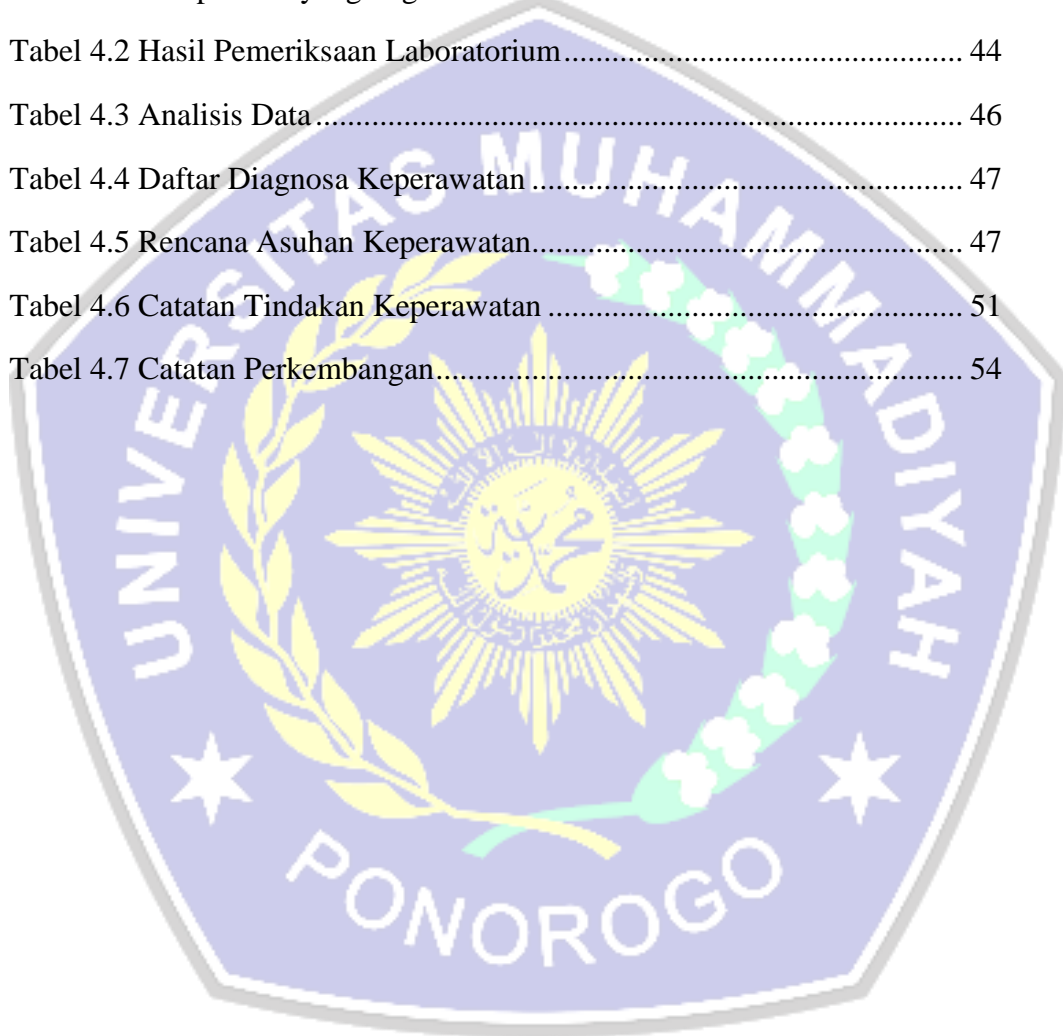 Tabel 4.2 Hasil Pemeriksaan Laboratorium.................................................. 44
Tabel 4.3 Analisis Data................................................................................. 46
Tabel 4.4 Daftar Diagnosa Keperawatan...................................................... 47
Tabel 4.5 Rencana Asuhan Keperawatan...................................................... 47
Tabel 4.6 Catatan Tindakan Keperawatan.................................................... 51
Tabel 4.7 Catatan Perkembangan.................................................................. 54
UNIVERSITAS MUHAMMADIYAH
PONOROGO